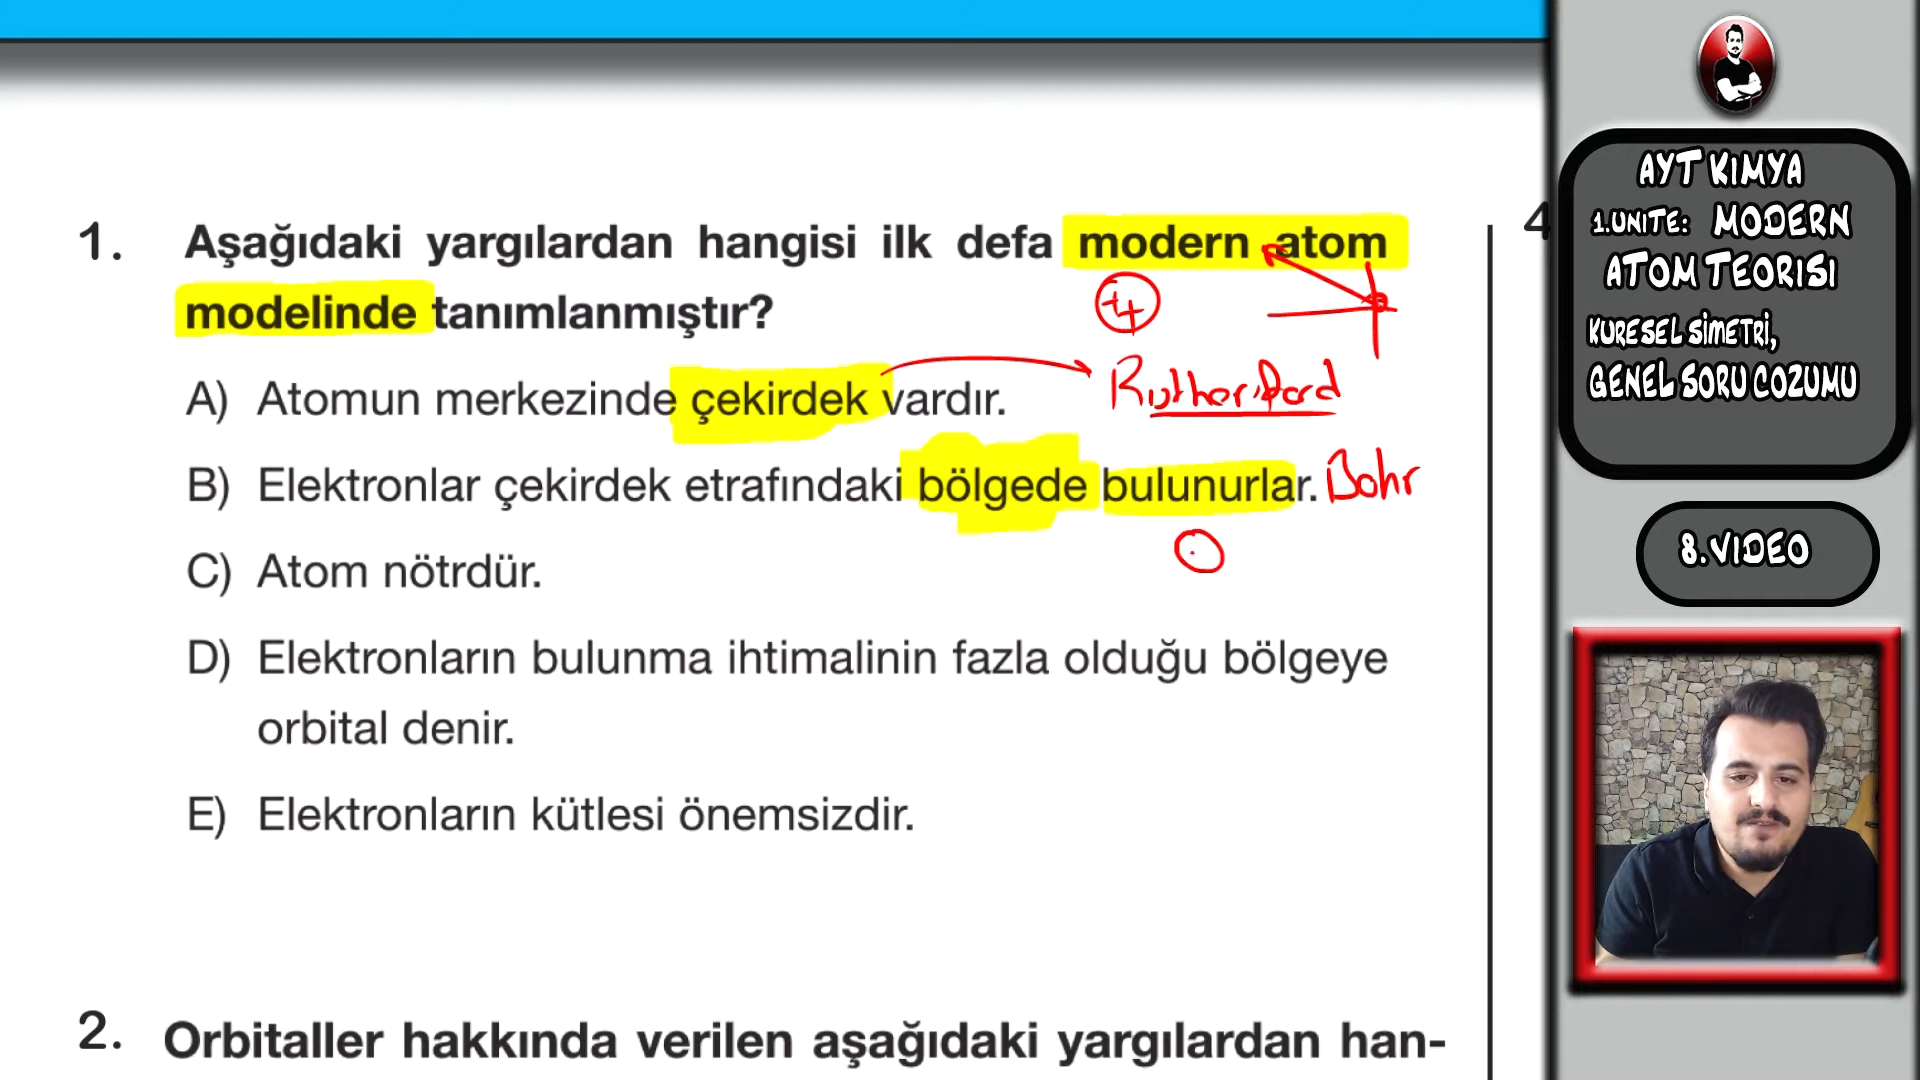 1. Aşağıdaki yargılardan hangisi ilk defa modern atom
modelinde tanımlanmıştır?
A) Atomun merkezinde çekirdek vardır.
Rutherford
B) Elektronlar çekirdek etrafındaki bölgede bulunurlar.
Bohr
C) Atom nötrdür.
D) Elektronların bulunma ihtimalinin fazla olduğu bölgeye
orbital denir.
E) Elektronların kütlesi önemsizdir.
2. Orbitaller hakkında verilen aşağıdaki yargılardan han-
4
AYT KIMYA
1.UNITE: MODERN
ATOM TEORISI
KURESEL SiMETRi,
GENEL SORU COZUMU
8.VIDEO